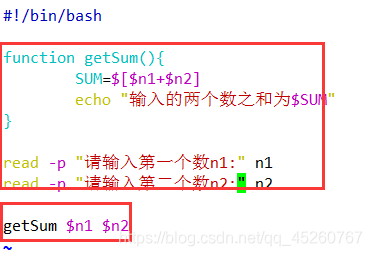 #!/bin/bash
function getSum(){
SUM=$[$n1+$n2]
echo "输入的两个数之和为$SUM"
}
read -p "请输入第一个数n1:" n1
read -p "请输入第二个数n2:" n2
getSum $n1 $n2
https://blog.csdn.net/qq_45260767
~